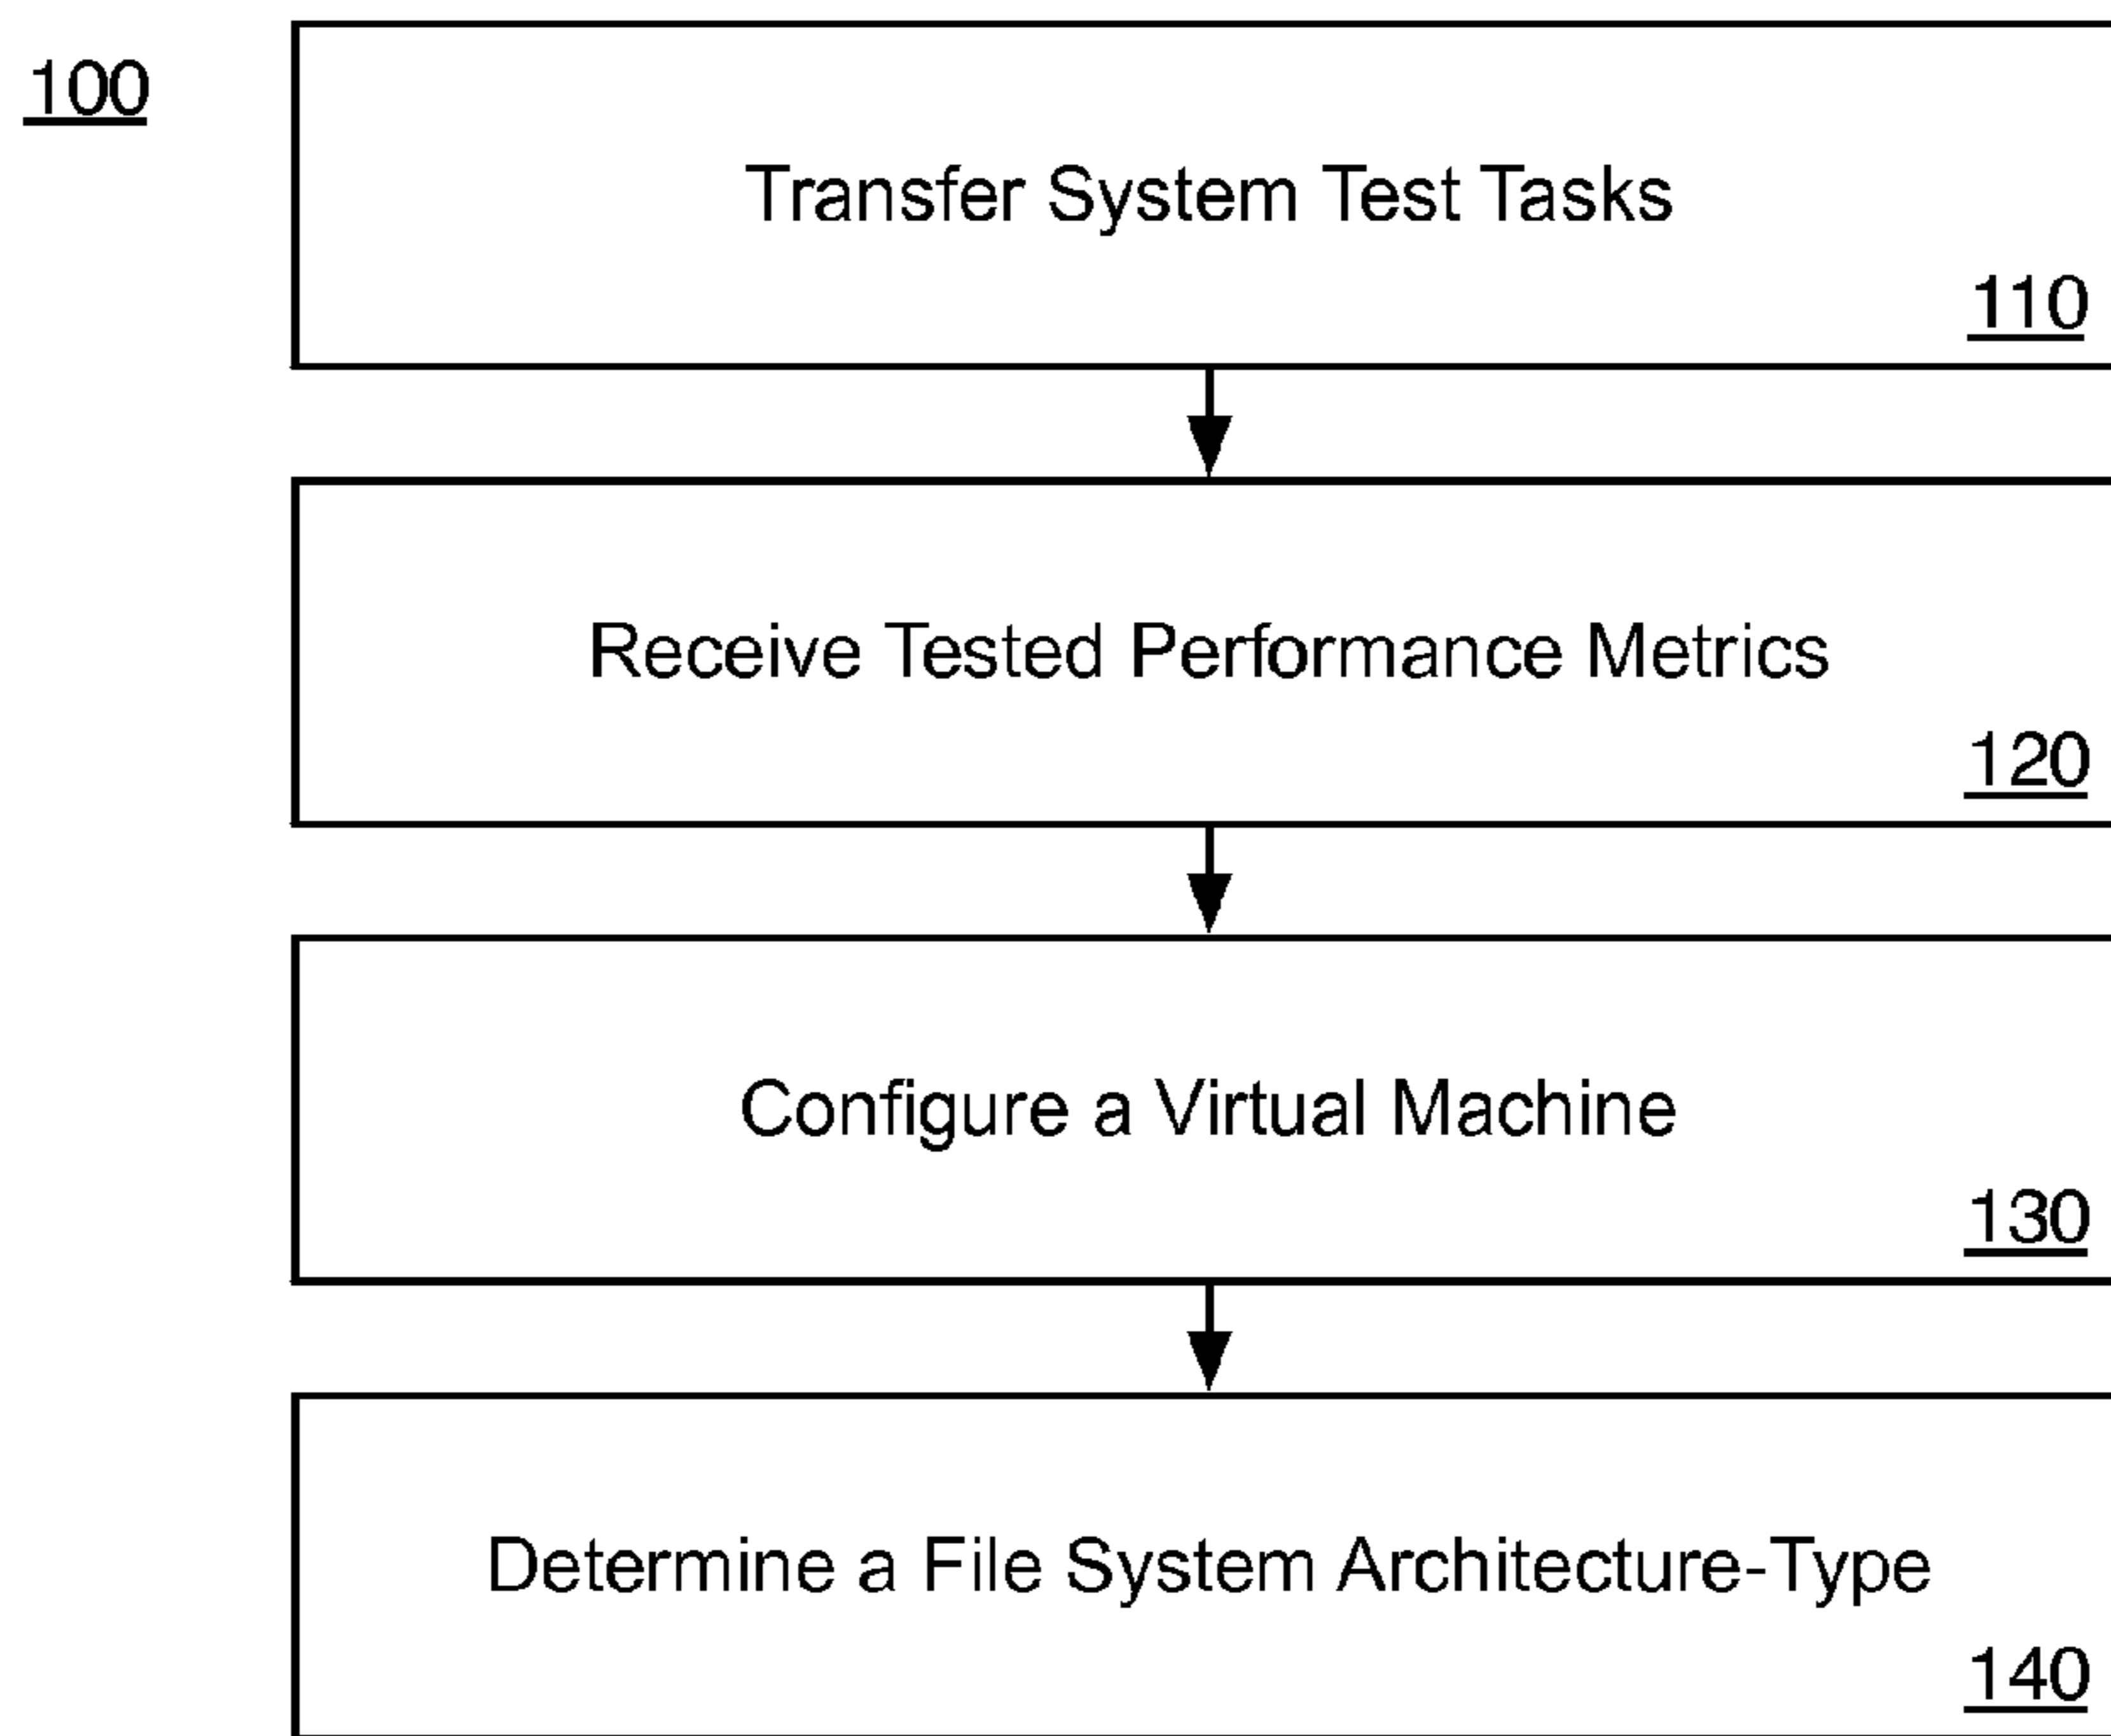 100
Transfer System Test Tasks
110
Receive Tested Performance Metrics
120
Configure a Virtual Machine
130
Determine a File System Architecture-Type
140